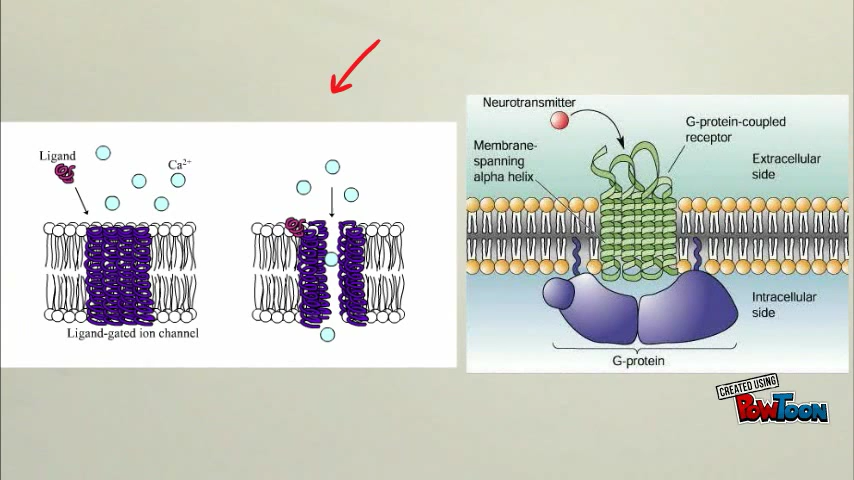 Ligand
Ca²⁺
Ligand-gated ion channel
Neurotransmitter
G-protein-coupled
receptor
Membrane-
spanning
alpha helix
Extracellular
side
Intracellular
side
G-protein
CREATED USING
PowToon